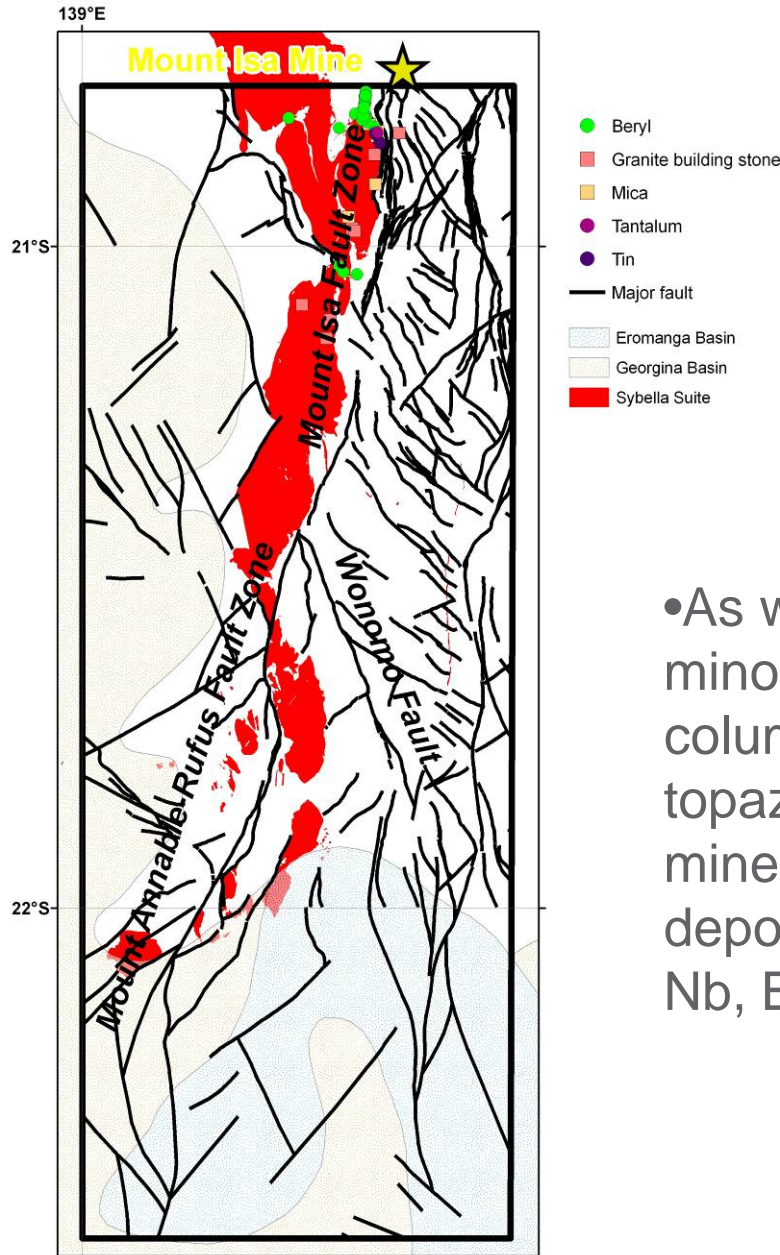 139°E
Mount Isa Mine
21°S
22°S
Mount Isa Fault Zone
Wonomo Fault
Mount Annable-Rufus Fault Zone
Beryl
Granite building stone
Mica
Tantalum
Tin
Major fault
Eromanga Basin
Georgina Basin
Sybella Suite
•As
mino
topaz
mine
depo
Nb,